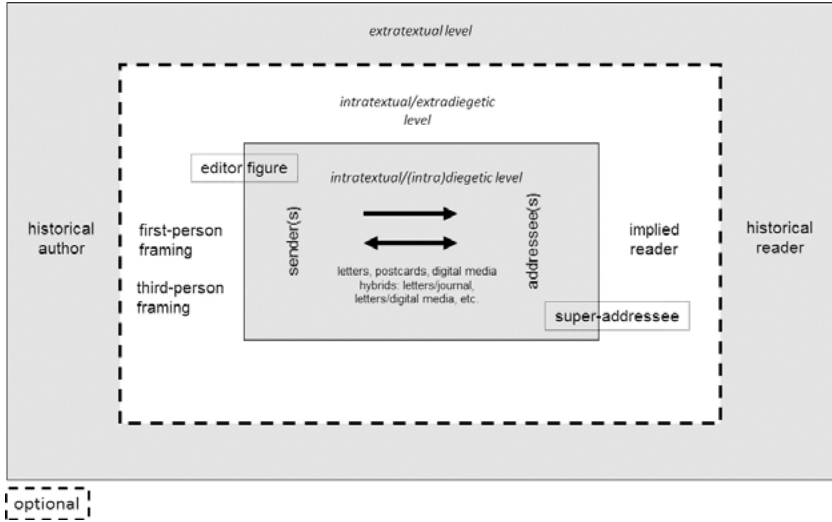 extratextual level
intratextual/extradiegetic
level
editor figure
intratextual/(intra)diegetic level
historical
author
first-person
framing
third-person
framing
sender(s)
letters, postcards, digital media
hybrids: letters/journal,
letters/digital media, etc.
addressee(s)
implied
reader
super-addressee
historical
reader
optional